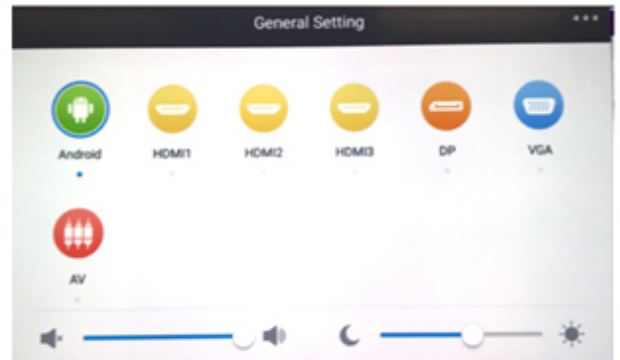 General Setting
Android
HDMI1
HDMI2
HDMI3
DP
VGA
AV